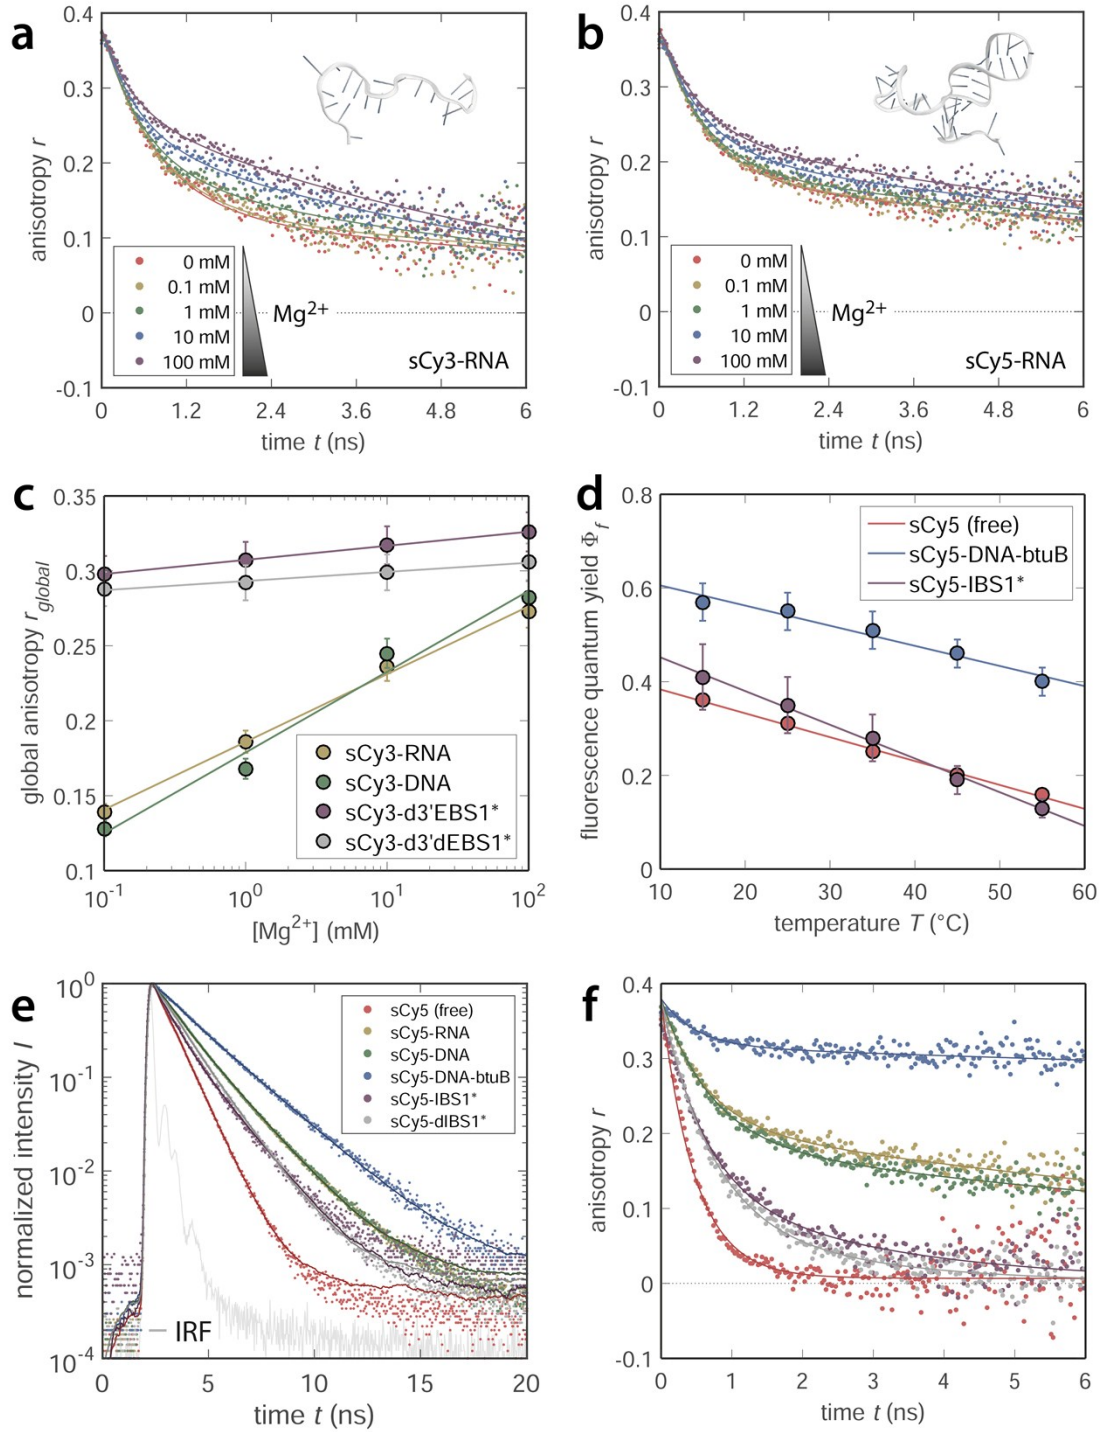 a
0.4
0.3
0.2
0.1
0
-0.1
anisotropy r
0 mM
0.1 mM
1 mM
10 mM
100 mM
Mg2+
sCy3-RNA
0 1.2 2.4 3.6 4.8 6
time t (ns)
b
0.4
0.3
0.2
0.1
0
-0.1
anisotropy r
0 mM
0.1 mM
1 mM
10 mM
100 mM
Mg2+
sCy5-RNA
0 1.2 2.4 3.6 4.8 6
time t (ns)
c
0.35
0.3
0.25
0.2
0.15
0.1
global anisotropy r_global
sCy3-RNA
sCy3-DNA
sCy3-d3'EBS1*
sCy3-d3'dEBS1*
10-1 100 101 102
[Mg2+] (mM)
d
0.8
0.6
0.4
0.2
0
fluorescence quantum yield Φf
sCy5 (free)
sCy5-DNA-btuB
sCy5-IBS1*
10 20 30 40 50 60
temperature T (°C)
e
100
10-1
10-2
10-3
10-4
normalized intensity I
sCy5 (free)
sCy5-RNA
sCy5-DNA
sCy5-DNA-btuB
sCy5-IBS1*
sCy5-dIBS1*
IRF
0 5 10 15 20
time t (ns)
f
0.4
0.3
0.2
0.1
0
-0.1
anisotropy r
0 1 2 3 4 5 6
time t (ns)